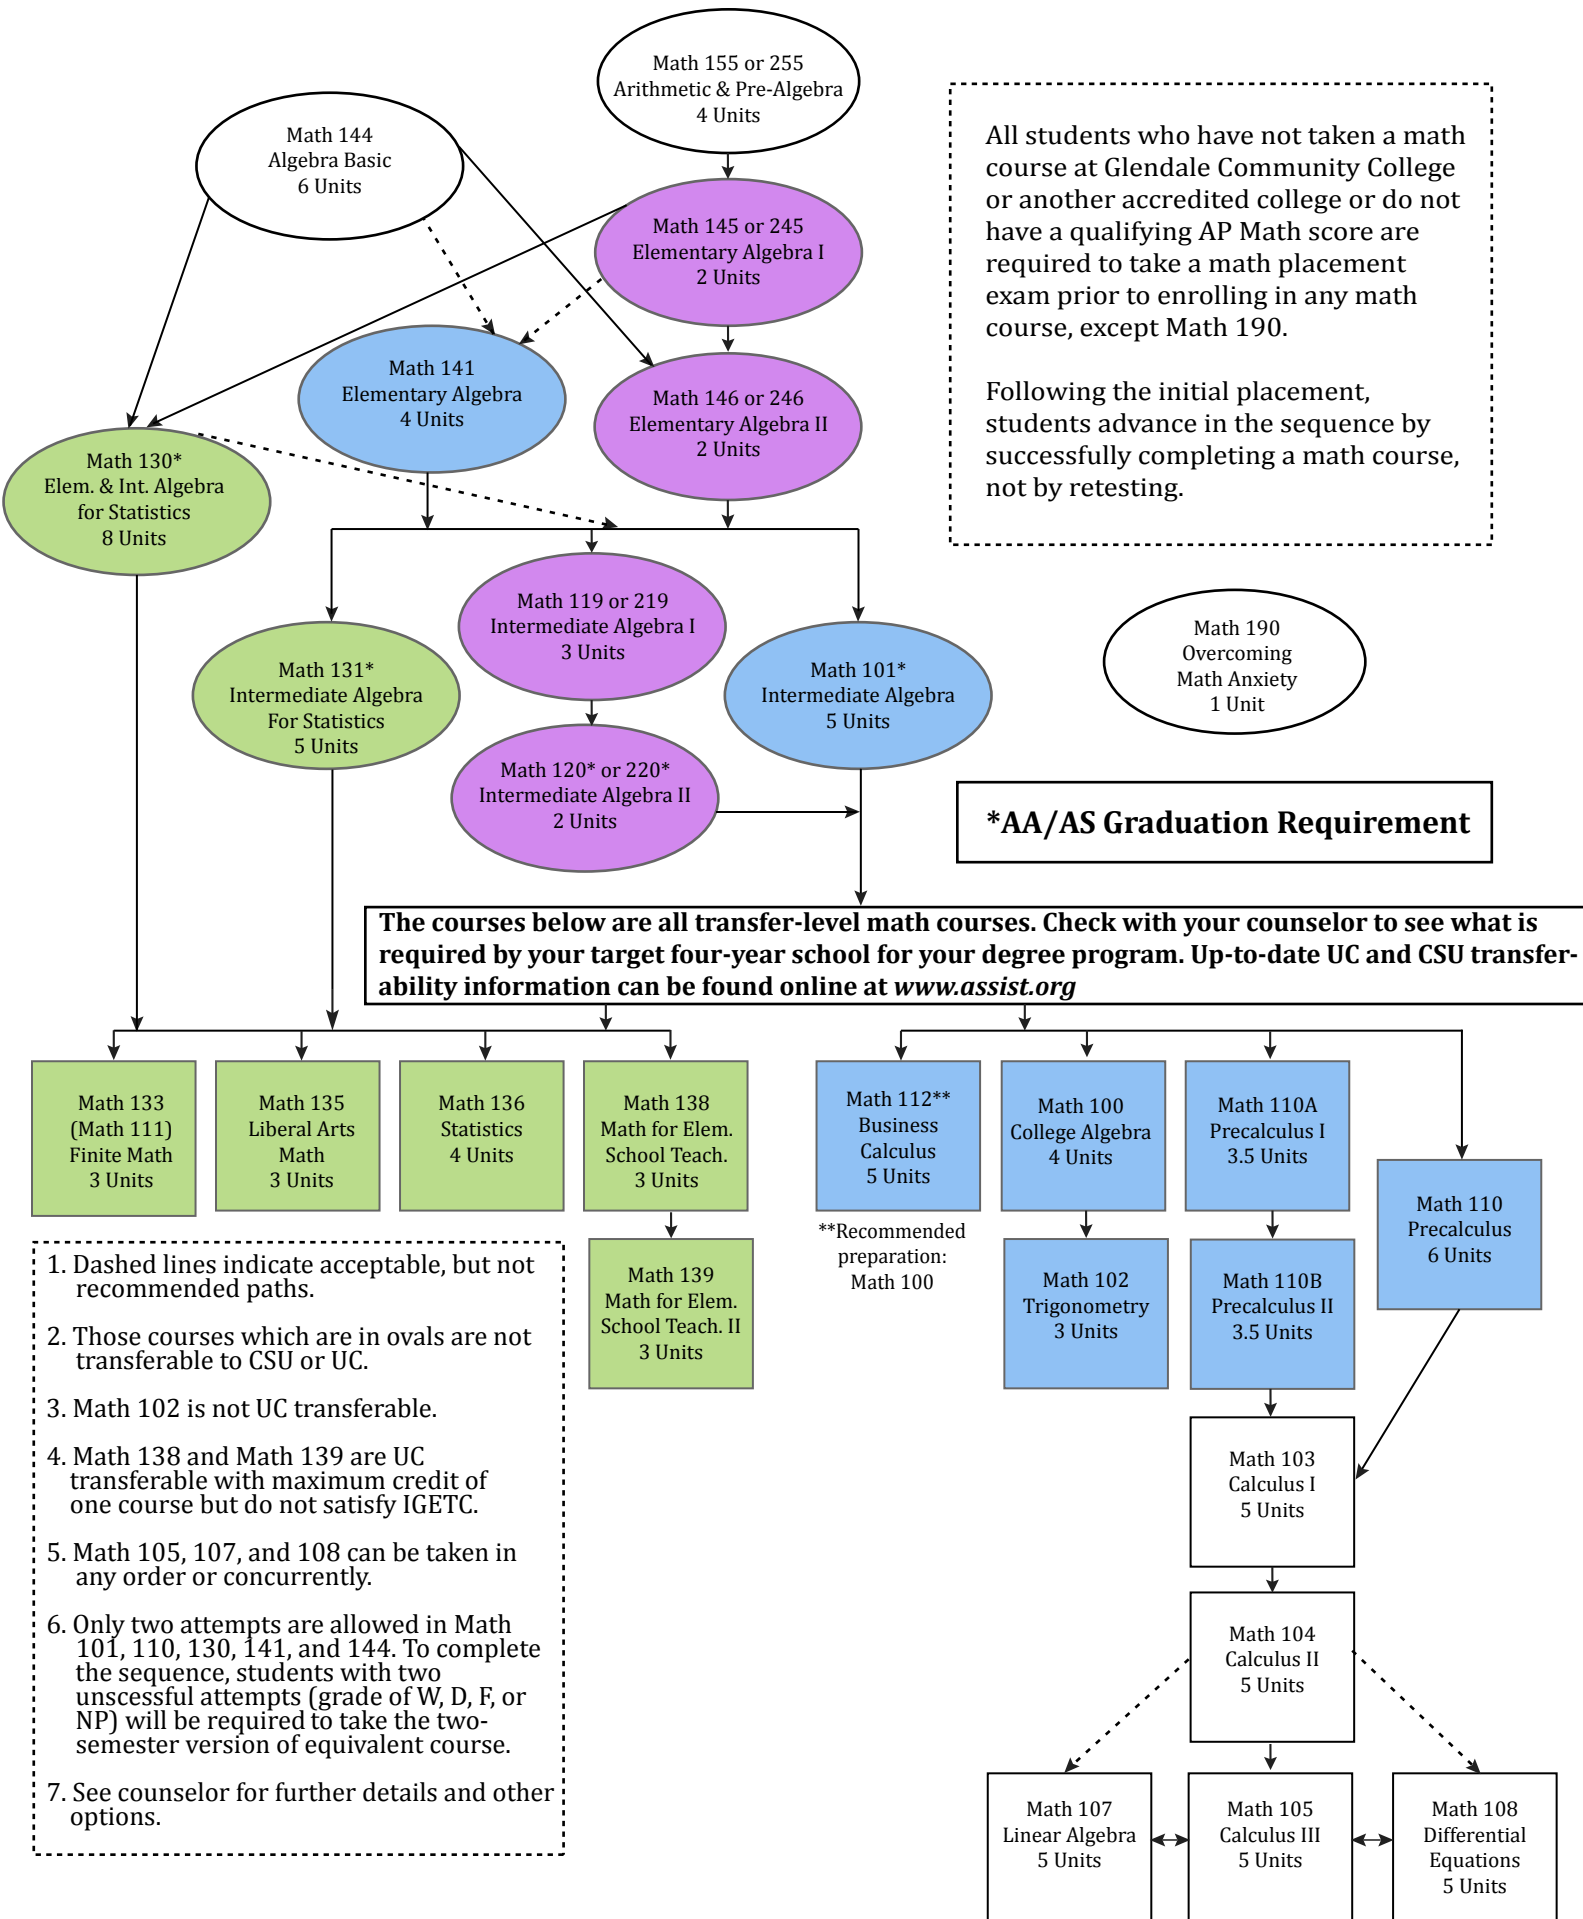 Math 155 or 255
Arithmetic & Pre-Algebra
4 Units
Math 144
Algebra Basic
6 Units
All students who have not taken a math
course at Glendale Community College
or another accredited college or do not
have a qualifying AP Math score are
required to take a math placement
exam prior to enrolling in any math
course, except Math 190.
Following the initial placement,
students advance in the sequence by
successfully completing a math course,
not by retesting.
Math 145 or 245
Elementary Algebra I
2 Units
Math 141
Elementary Algebra
4 Units
Math 146 or 246
Elementary Algebra II
2 Units
Math 130*
Elem. & Int. Algebra
for Statistics
8 Units
Math 119 or 219
Intermediate Algebra I
3 Units
Math 131*
Intermediate Algebra
For Statistics
5 Units
Math 101*
Intermediate Algebra
5 Units
Math 190
Overcoming
Math Anxiety
1 Unit
Math 120* or 220*
Intermediate Algebra II
2 Units
*AA/AS Graduation Requirement
The courses below are all transfer-level math courses. Check with your counselor to see what is
required by your target four-year school for your degree program. Up-to-date UC and CSU transfer-
ability information can be found online at www.assist.org
Math 133
(Math 111)
Finite Math
3 Units
Math 135
Liberal Arts
Math
3 Units
Math 136
Statistics
4 Units
Math 138
Math for Elem.
School Teach.
3 Units
Math 112**
Business
Calculus
5 Units
Math 100
College Algebra
4 Units
Math 110A
Precalculus I
3.5 Units
Math 110
Precalculus
6 Units
**Recommended
preparation:
Math 100
Math 139
Math for Elem.
School Teach. II
3 Units
Math 102
Trigonometry
3 Units
Math 110B
Precalculus II
3.5 Units
1. Dashed lines indicate acceptable, but not
recommended paths.
2. Those courses which are in ovals are not
transferable to CSU or UC.
3. Math 102 is not UC transferable.
4. Math 138 and Math 139 are UC
transferable with maximum credit of
one course but do not satisfy IGETC.
5. Math 105, 107, and 108 can be taken in
any order or concurrently.
6. Only two attempts are allowed in Math
101, 110, 130, 141, and 144. To complete
the sequence, students with two
unscessful attempts (grade of W, D, F, or
NP) will be required to take the two-
semester version of equivalent course.
7. See counselor for further details and other
options.
Math 103
Calculus I
5 Units
Math 104
Calculus II
5 Units
Math 107
Linear Algebra
5 Units
Math 105
Calculus III
5 Units
Math 108
Differential
Equations
5 Units